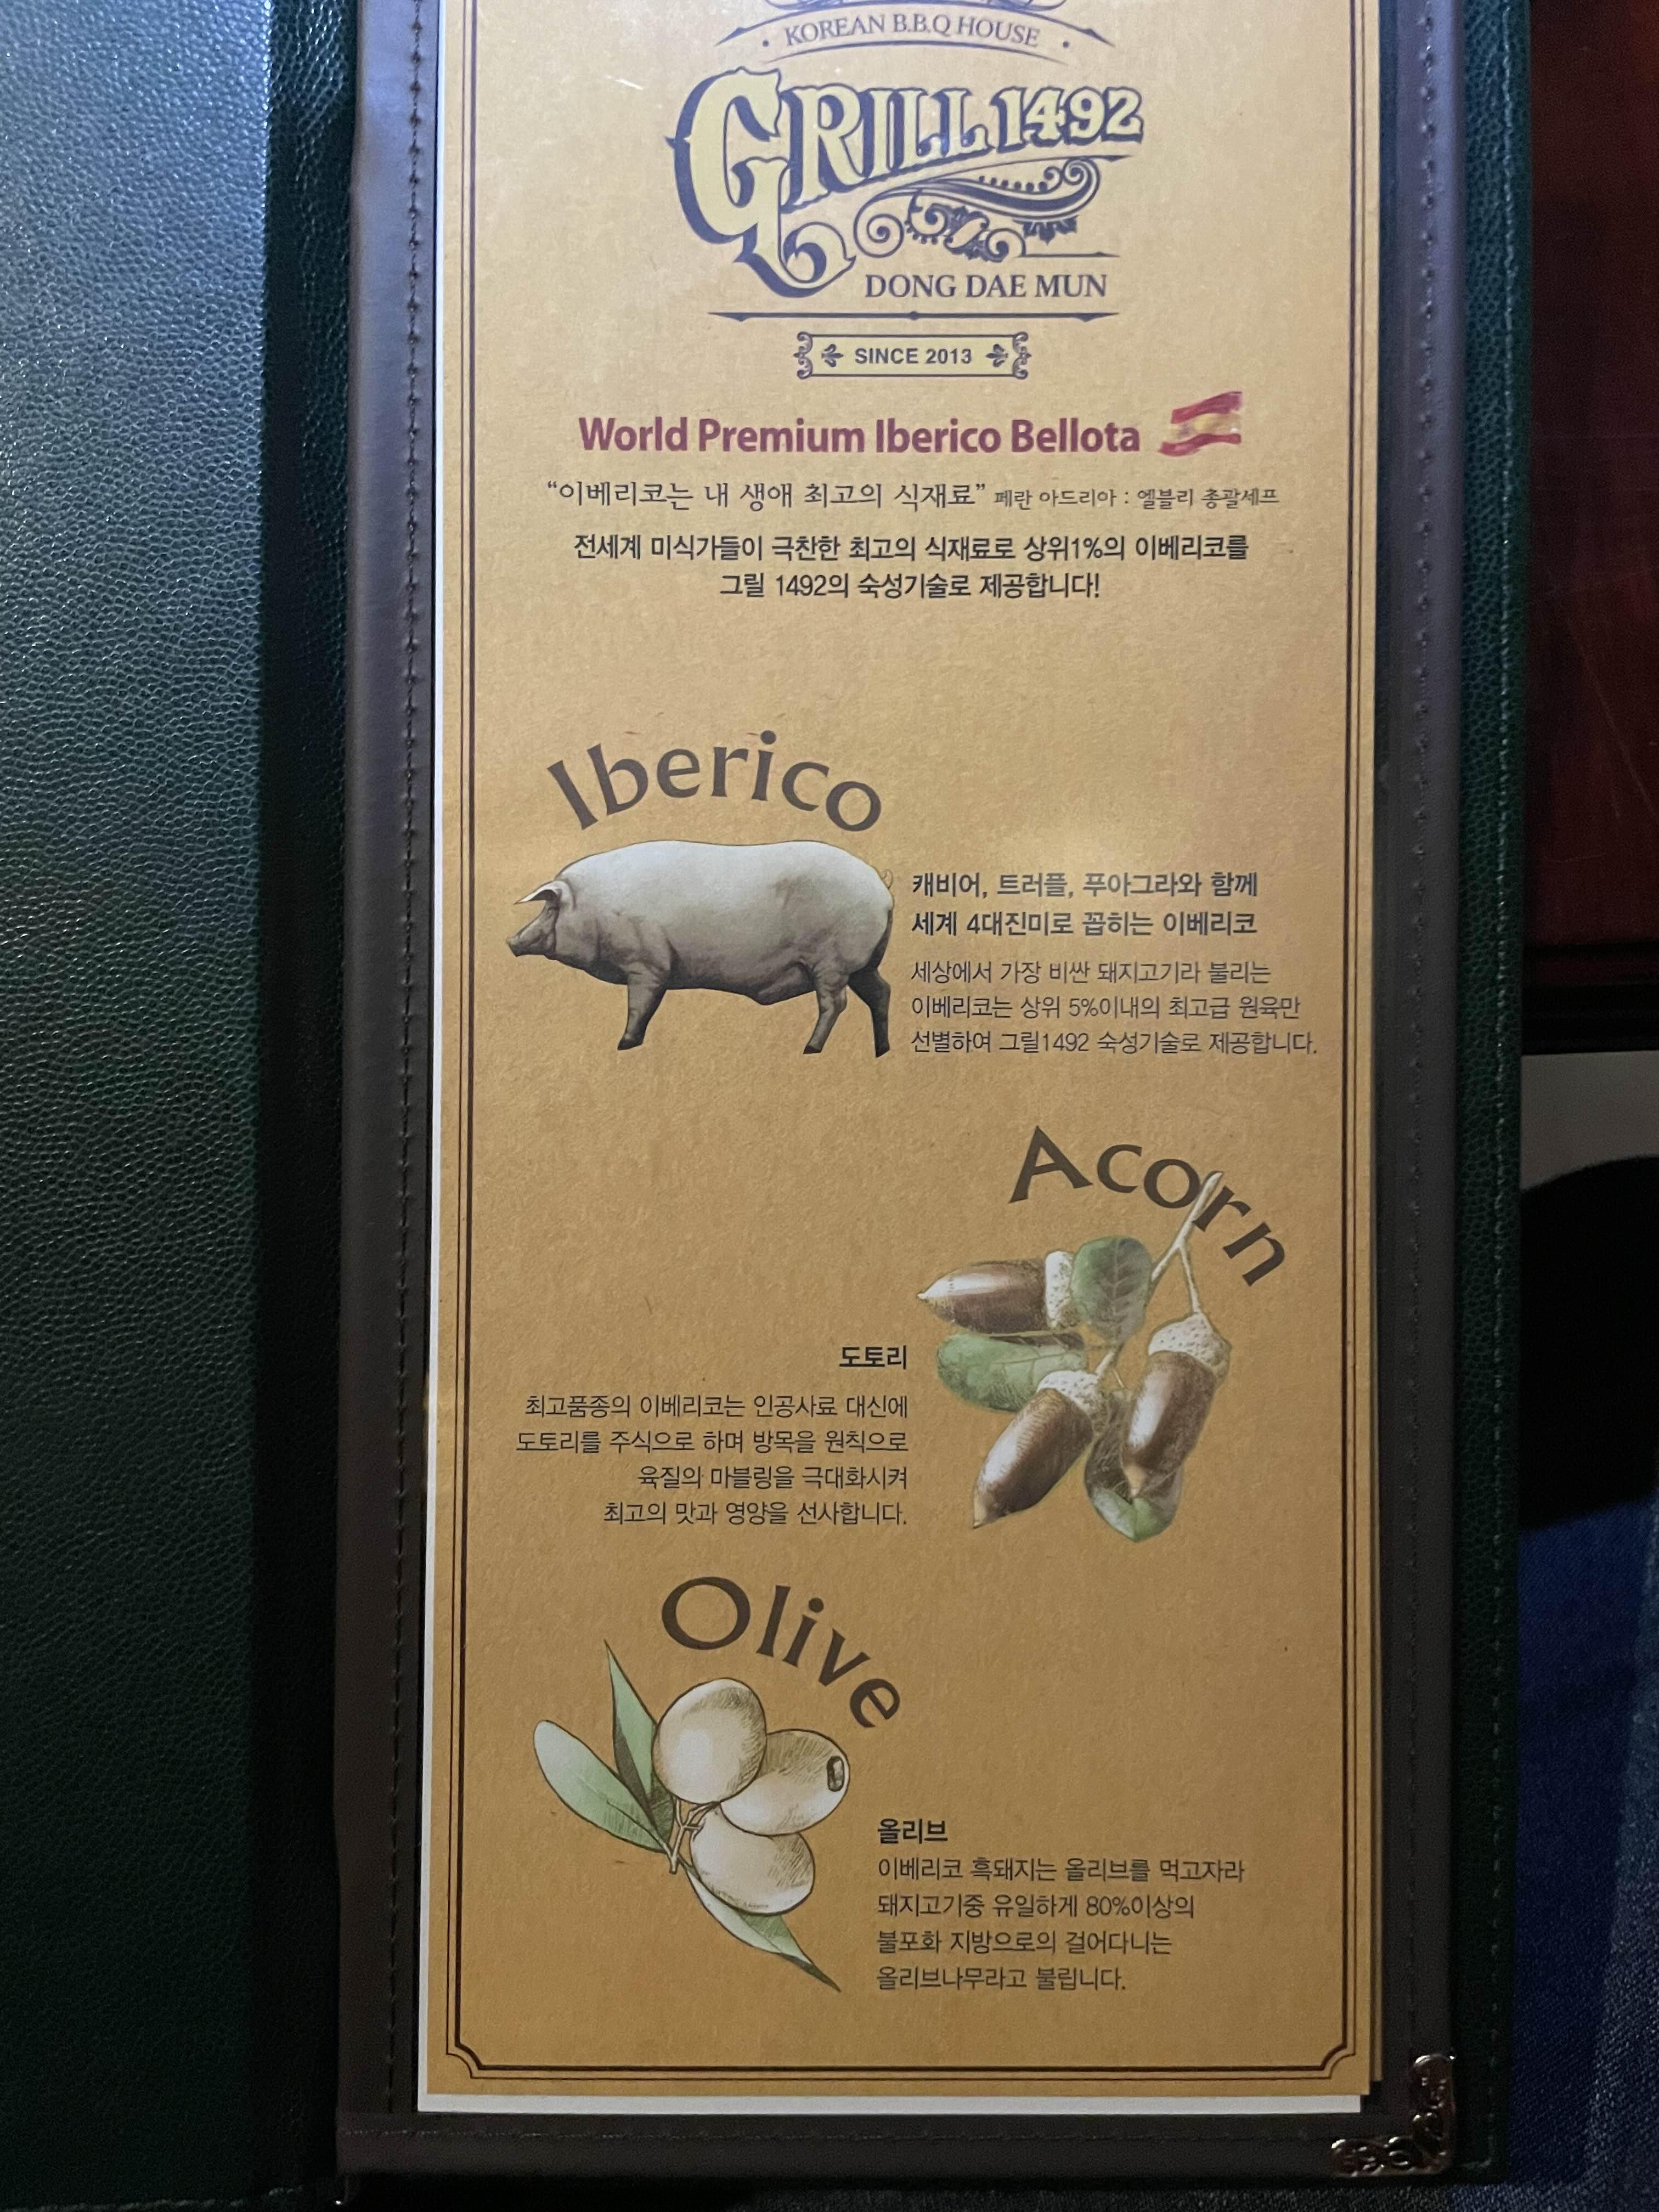 KOREAN B.B.Q HOUSE
GRILL 1492
DONG DAE MUN
SINCE 2013
World Premium Iberico Bellota
“이베리코는 내 생애 최고의 식재료” 페란 아드리아 : 엘블리 총괄세프
전세계 미식가들이 극찬한 최고의 식재료로 상위1%의 이베리코를
그릴 1492의 숙성기술로 제공합니다!
Iberico
캐비어, 트러플, 푸아그라와 함께
세계 4대진미로 꼽히는 이베리코
세상에서 가장 비싼 돼지고기라 불리는
이베리코는 상위 5%이내의 최고급 원육만
선별하여 그릴1492 숙성기술로 제공합니다.
Acorn
도토리
최고품종의 이베리코는 인공사료 대신에
도토리를 주식으로 하며 방목을 원칙으로
육질의 마블링을 극대화시켜
최고의 맛과 영양을 선사합니다.
Olive
올리브
이베리코 흑돼지는 올리브를 먹고자라
돼지고기중 유일하게 80%이상의
불포화 지방으로의 걸어다니는
올리브나무라고 불립니다.